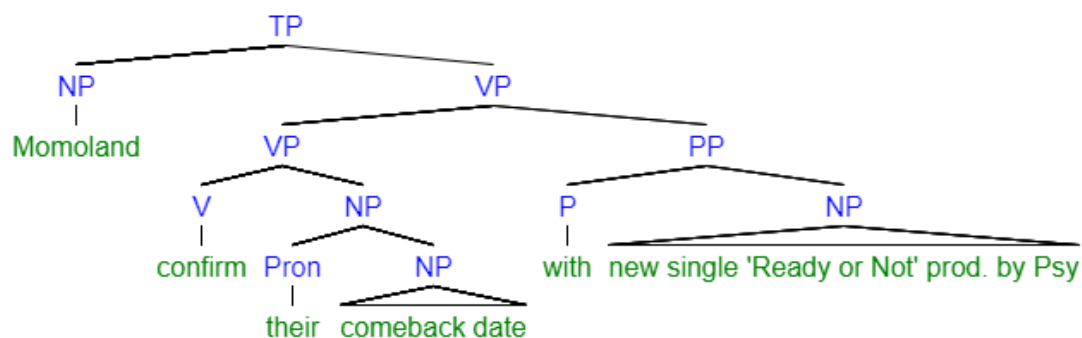 TP
NP VP
Momoland VP PP
V NP P NP
confirm Pron NP with new single 'Ready or Not' prod. by Psy
their comeback date